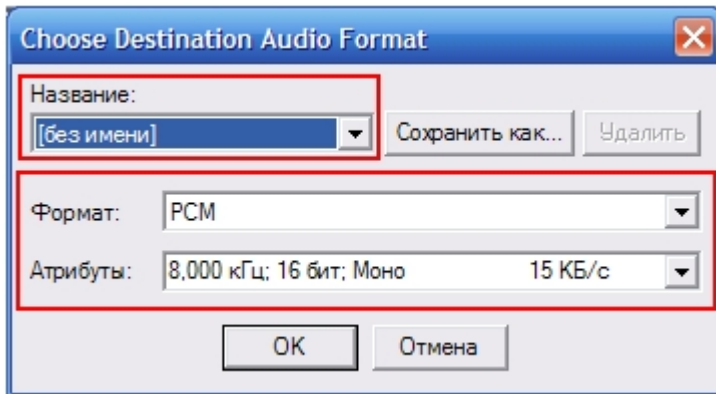 Choose Destination Audio Format
Название:
[без имени]
Сохранить как...
Удалить
Формат:
PCM
Атрибуты:
8,000 кГц; 16 бит; Моно 15 КБ/с
OK
Отмена